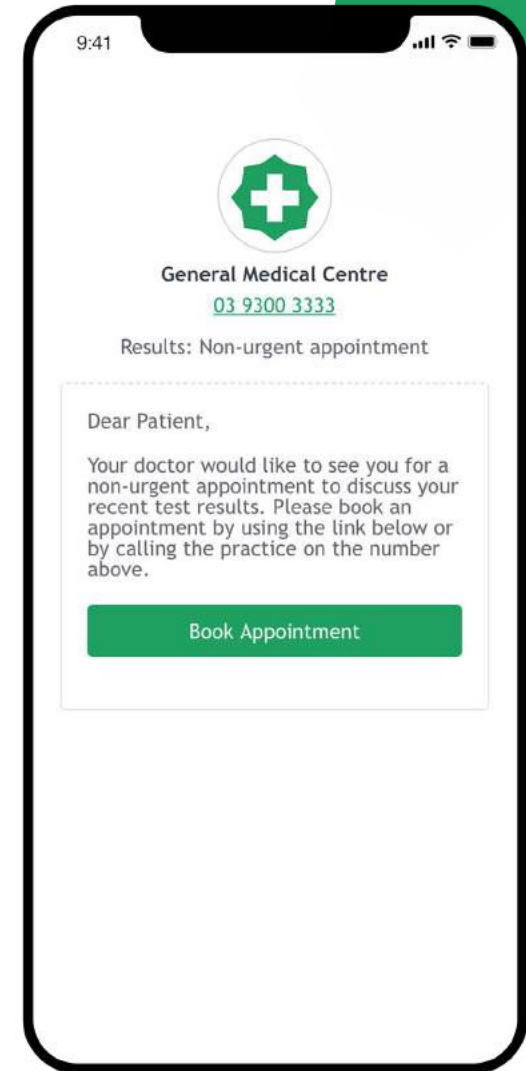 9:41
General Medical Centre
03 9300 3333
Results: Non-urgent appointment
Dear Patient,
Your doctor would like to see you for a
non-urgent appointment to discuss your
recent test results. Please book an
appointment by using the link below or
by calling the practice on the number
above.
Book Appointment